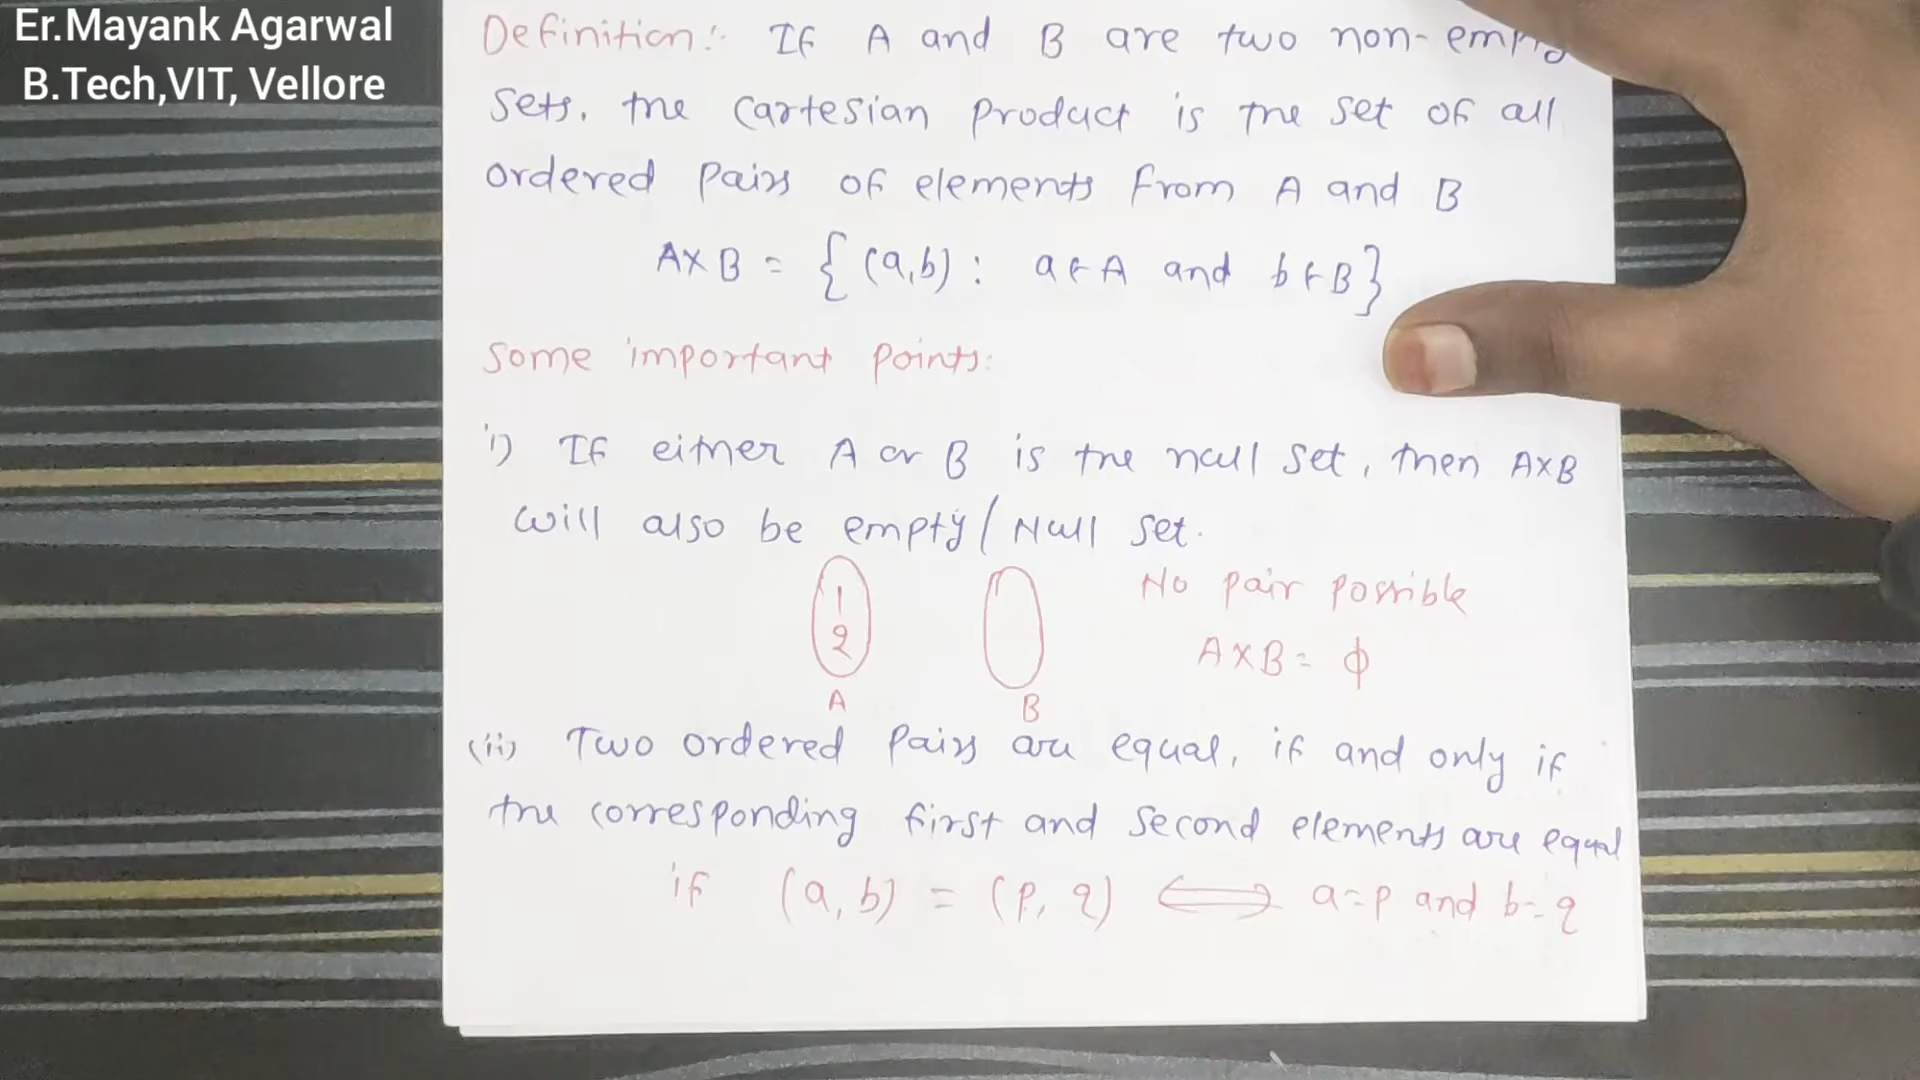 Er.Mayank Agarwal
B.Tech,VIT, Vellore
Definition:- If A and B are two non-empty
sets, the cartesian product is the set of all
ordered pairs of elements from A and B
A×B = {(a,b) : a∈A and b∈B}
Some important points:
i) If either A or B is the null set, then A×B
will also be empty/Null set.
1
2
No pair possible
A×B = ϕ
A B
(ii) Two ordered pairs are equal, if and only if
the corresponding first and second elements are equal
if (a, b) = (p, q) ⟺ a=p and b=q